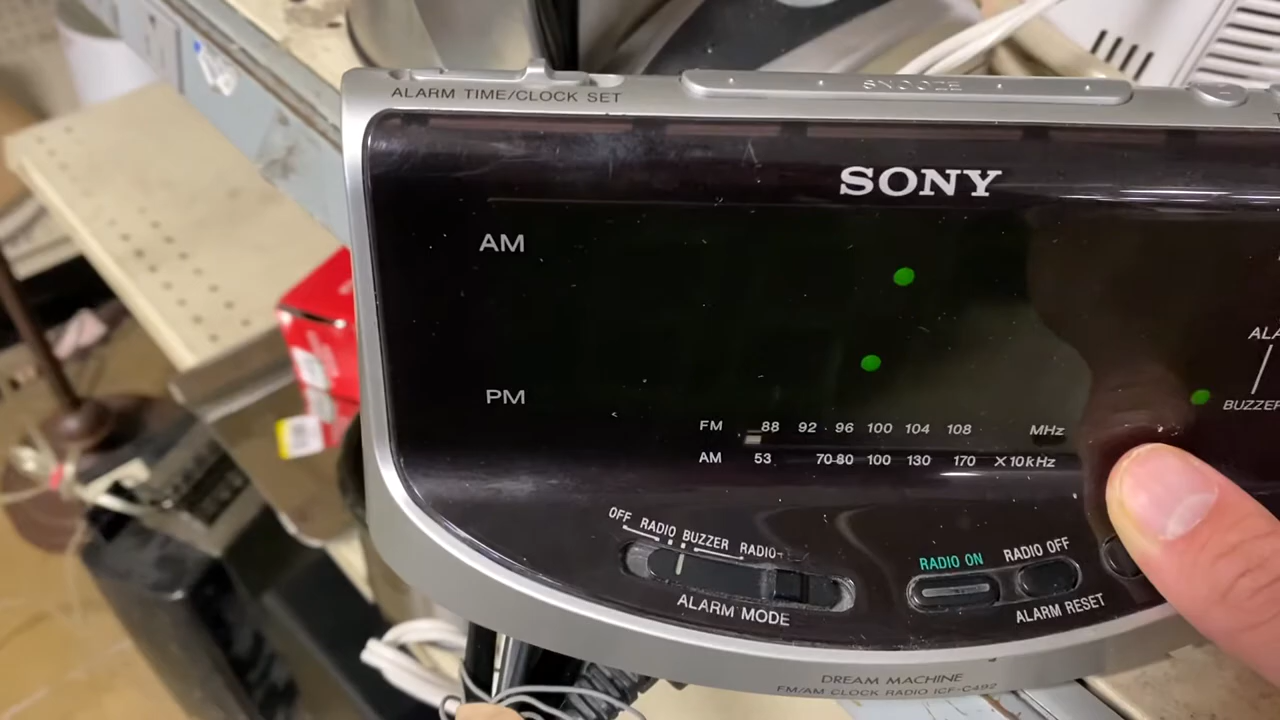 ALARM TIME/CLOCK SET
SNOOZE
SONY
AM
PM
FM 88 92 · 96 100 104 108 MHz
AM 53 70 80 100 130 170 ×10kHz
BUZZER
OFF RADIO BUZZER RADIO
ALARM MODE
RADIO ON RADIO OFF
ALARM RESET
DREAM MACHINE
FM/AM CLOCK RADIO ICF-C492